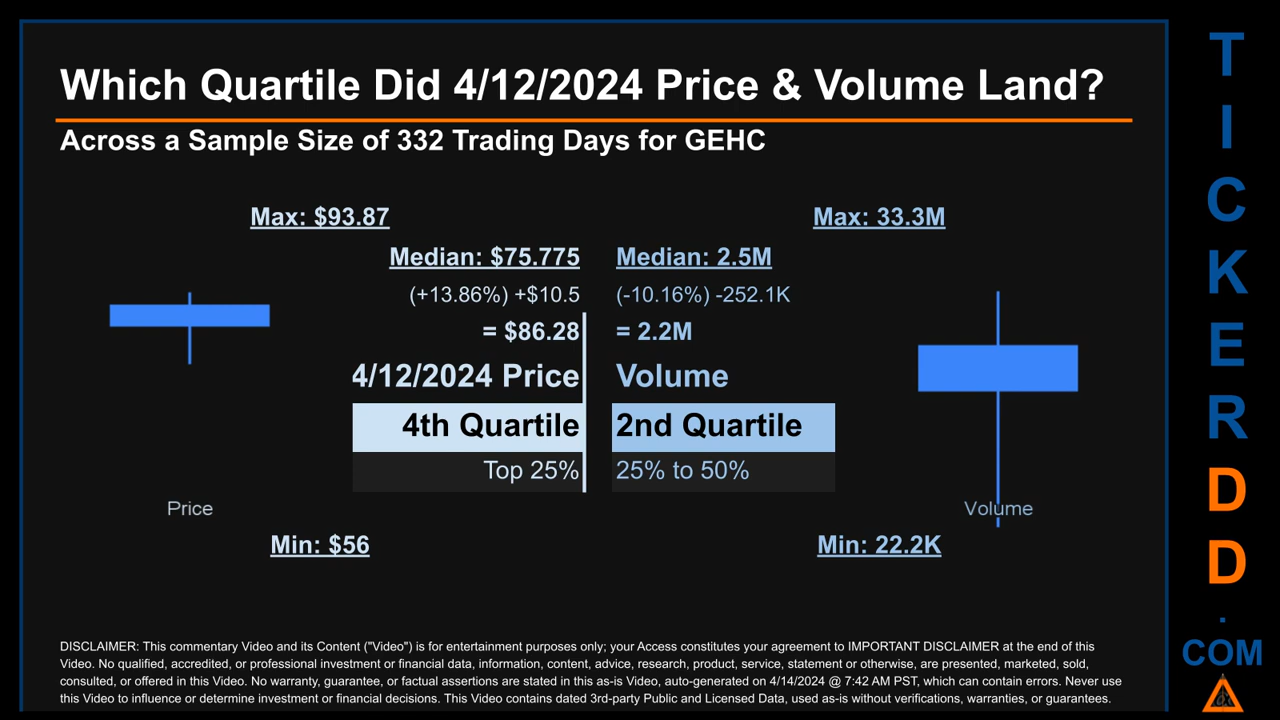 Which Quartile Did 4/12/2024 Price & Volume Land?
Across a Sample Size of 332 Trading Days for GEHC
Max: $93.87
Median: $75.775
(+13.86%) +$10.5
= $86.28
4/12/2024 Price
4th Quartile
Top 25%
Price
Min: $56
Max: 33.3M
Median: 2.5M
(-10.16%) -252.1K
= 2.2M
Volume
2nd Quartile
25% to 50%
Volume
Min: 22.2K
DISCLAIMER: This commentary Video and its Content ("Video") is for entertainment purposes only; your Access constitutes your agreement to IMPORTANT DISCLAIMER at the end of this
Video. No qualified, accredited, or professional investment or financial data, information, content, advice, research, product, service, statement or otherwise, are presented, marketed, sold,
consulted, or offered in this Video. No warranty, guarantee, or factual assertions are stated in this as-is Video, auto-generated on 4/14/2024 @ 7:42 AM PST, which can contain errors. Never use
this Video to influence or determine investment or financial decisions. This Video contains dated 3rd-party Public and Licensed Data, used as-is without verifications, warranties, or guarantees.
T
I
C
K
E
R
D
D
.
COM